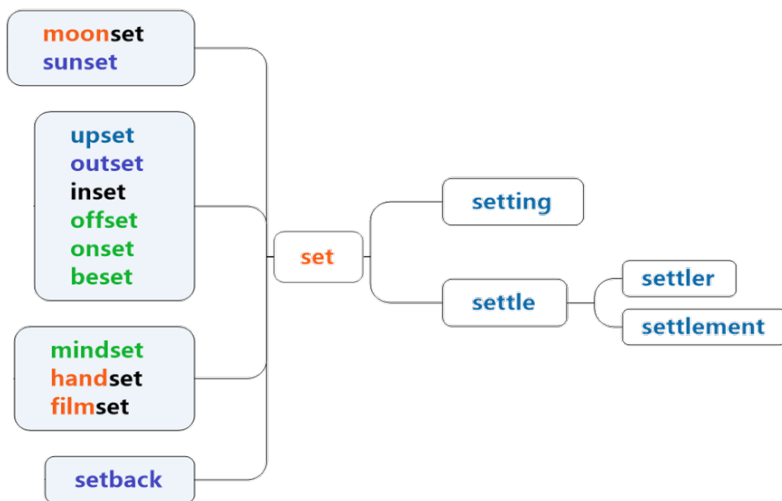 moonset
sunset
upset
outset
inset
offset
onset
beset
mindset
handset
filmset
setback
set
setting
settle
settler
settlement